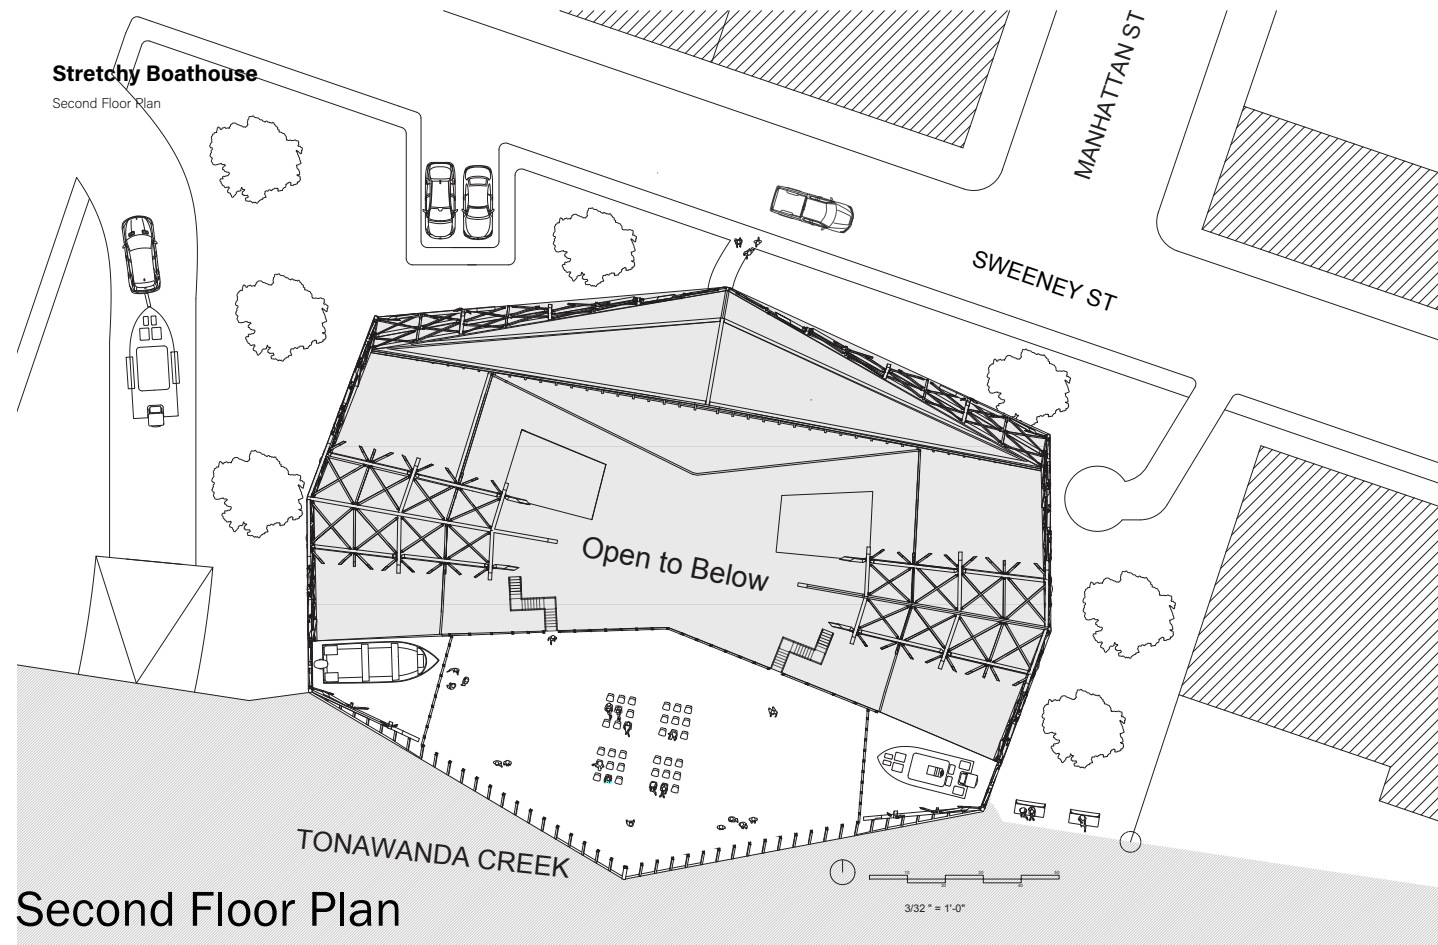 Stretchy Boathouse
Second Floor Plan
MANHATTAN ST
SWEENEY ST
Open to Below
TONAWANDA CREEK
3/32 " = 1'-0"
Second Floor Plan